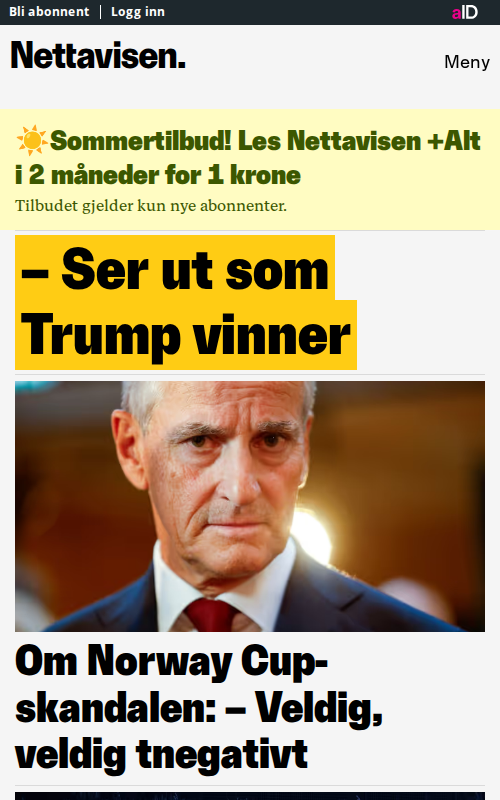 Bli abonnent | Logg inn
aID
Nettavisen.
Meny
☀️Sommertilbud! Les Nettavisen +Alt
i 2 måneder for 1 krone
Tilbudet gjelder kun nye abonnenter.
– Ser ut som
Trump vinner
Om Norway Cup-
skandalen: – Veldig,
veldig tnegativt